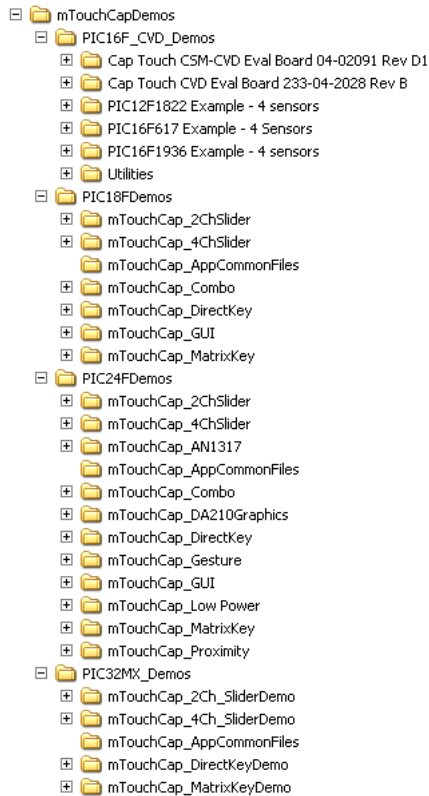 mTouchCapDemos
PIC16F_CVD_Demos
Cap Touch CSM-CVD Eval Board 04-02091 Rev D1
Cap Touch CVD Eval Board 233-04-2028 Rev B
PIC12F1822 Example - 4 sensors
PIC16F617 Example - 4 Sensors
PIC16F1936 Example - 4 sensors
Utilities
PIC18FDemos
mTouchCap_2ChSlider
mTouchCap_4ChSlider
mTouchCap_AppCommonFiles
mTouchCap_Combo
mTouchCap_DirectKey
mTouchCap_GUI
mTouchCap_MatrixKey
PIC24FDemos
mTouchCap_2ChSlider
mTouchCap_4ChSlider
mTouchCap_AN1317
mTouchCap_AppCommonFiles
mTouchCap_Combo
mTouchCap_DA210Graphics
mTouchCap_DirectKey
mTouchCap_Gesture
mTouchCap_GUI
mTouchCap_Low Power
mTouchCap_MatrixKey
mTouchCap_Proximity
PIC32MX_Demos
mTouchCap_2Ch_SliderDemo
mTouchCap_4Ch_SliderDemo
mTouchCap_AppCommonFiles
mTouchCap_DirectKeyDemo
mTouchCap_MatrixKeyDemo